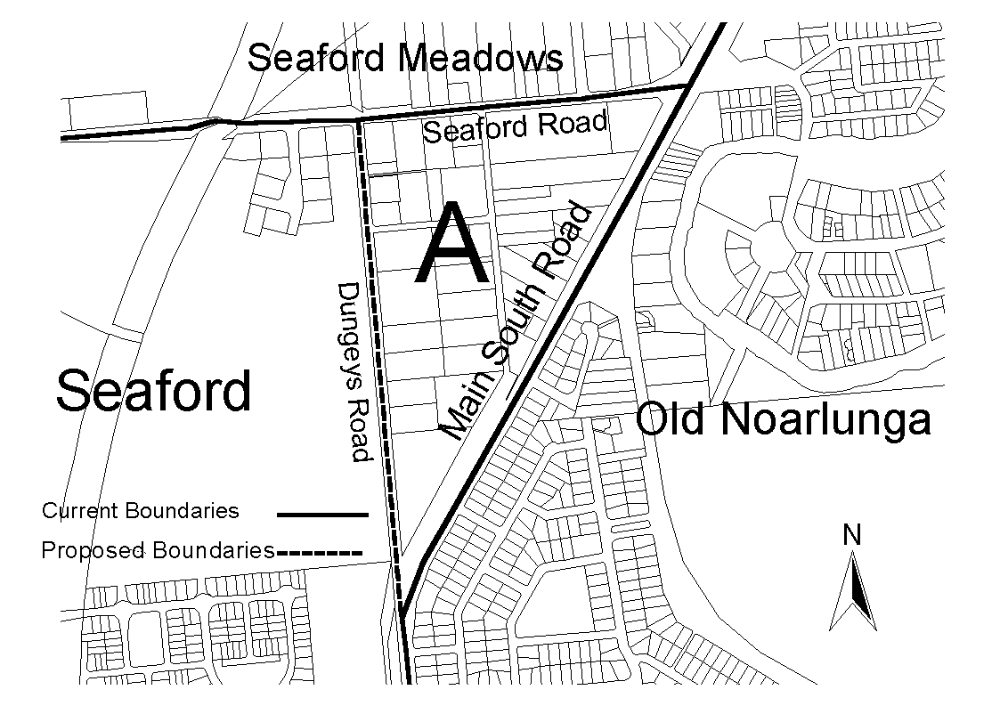 Seaford Meadows
Seaford Road
A
Main South Road
Dungeys Road
Seaford
Old Noarlunga
Current Boundaries
Proposed Boundaries
N